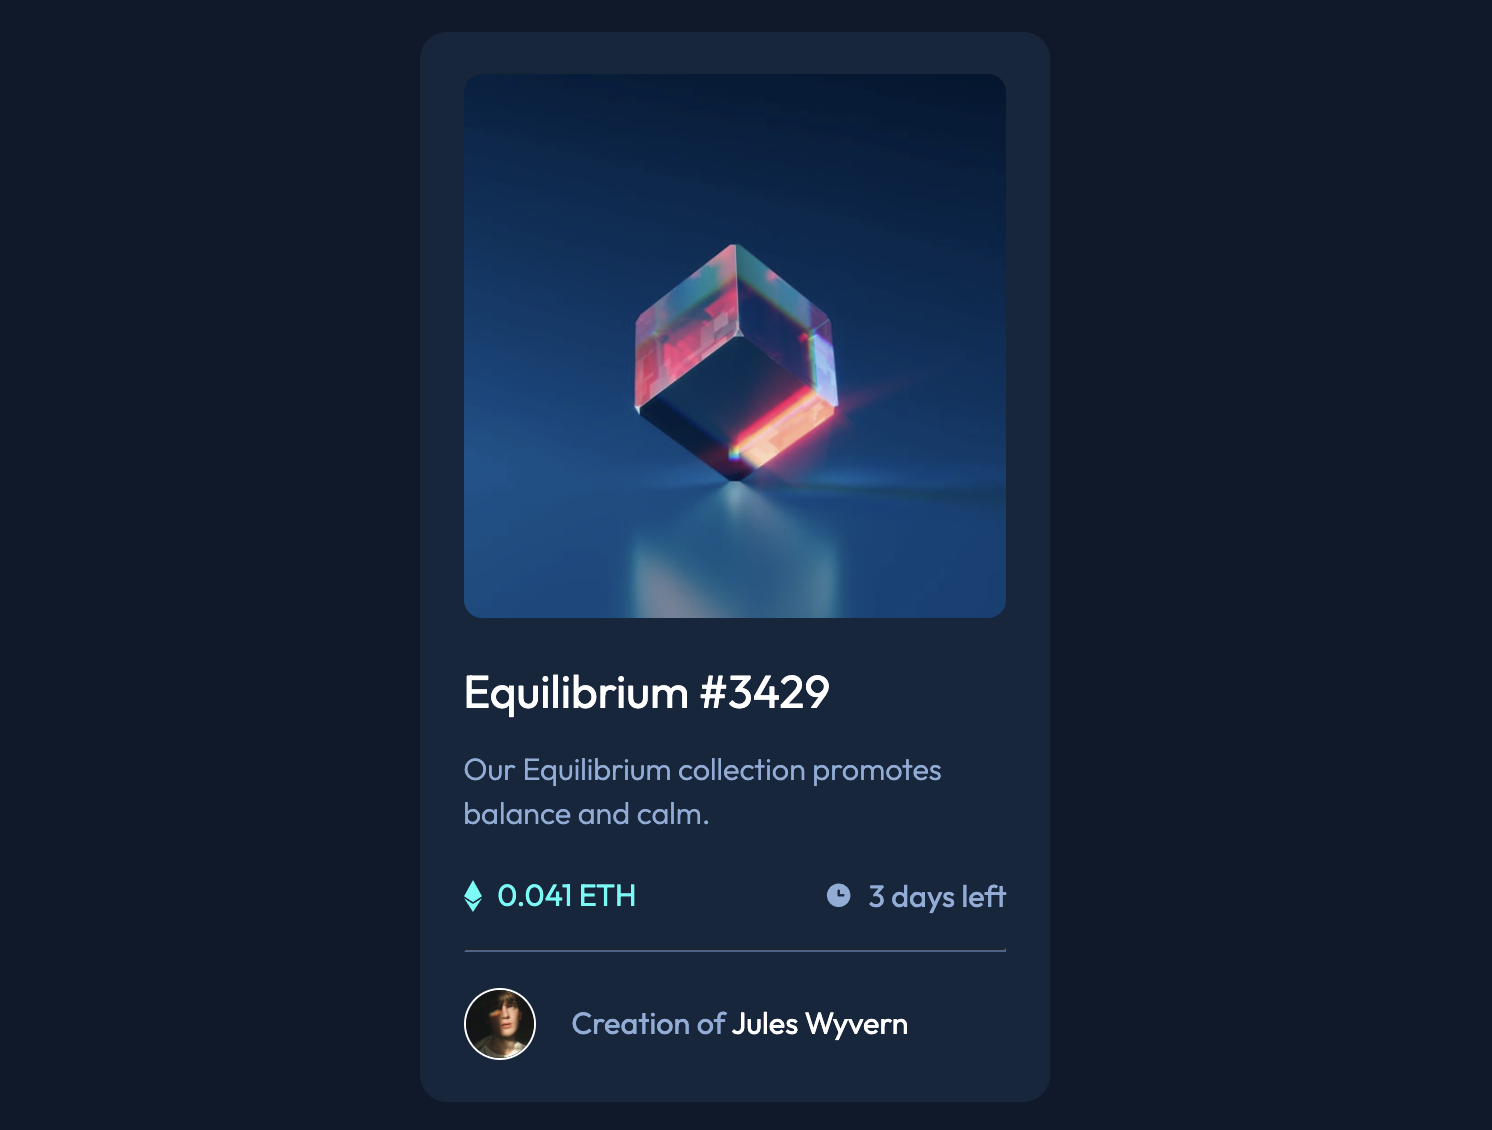 Equilibrium #3429
Our Equilibrium collection promotes
balance and calm.
0.041 ETH
3 days left
Creation of Jules Wyvern